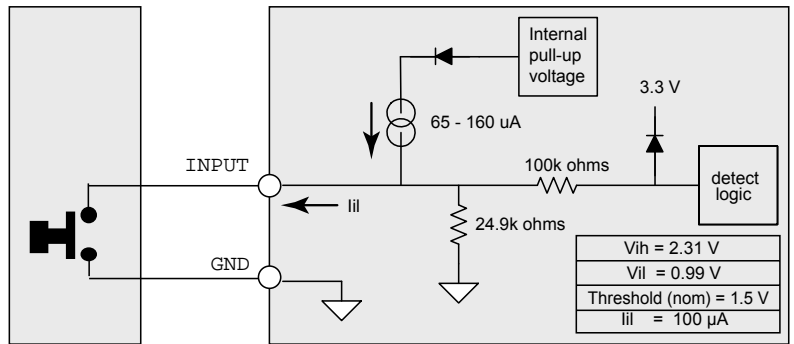 Internal
pull-up
voltage
3.3 V
65 - 160 uA
INPUT
100k ohms
detect
logic
Iil
24.9k ohms
GND
Vih = 2.31 V
Vil = 0.99 V
Threshold (nom) = 1.5 V
Iil = 100 µA